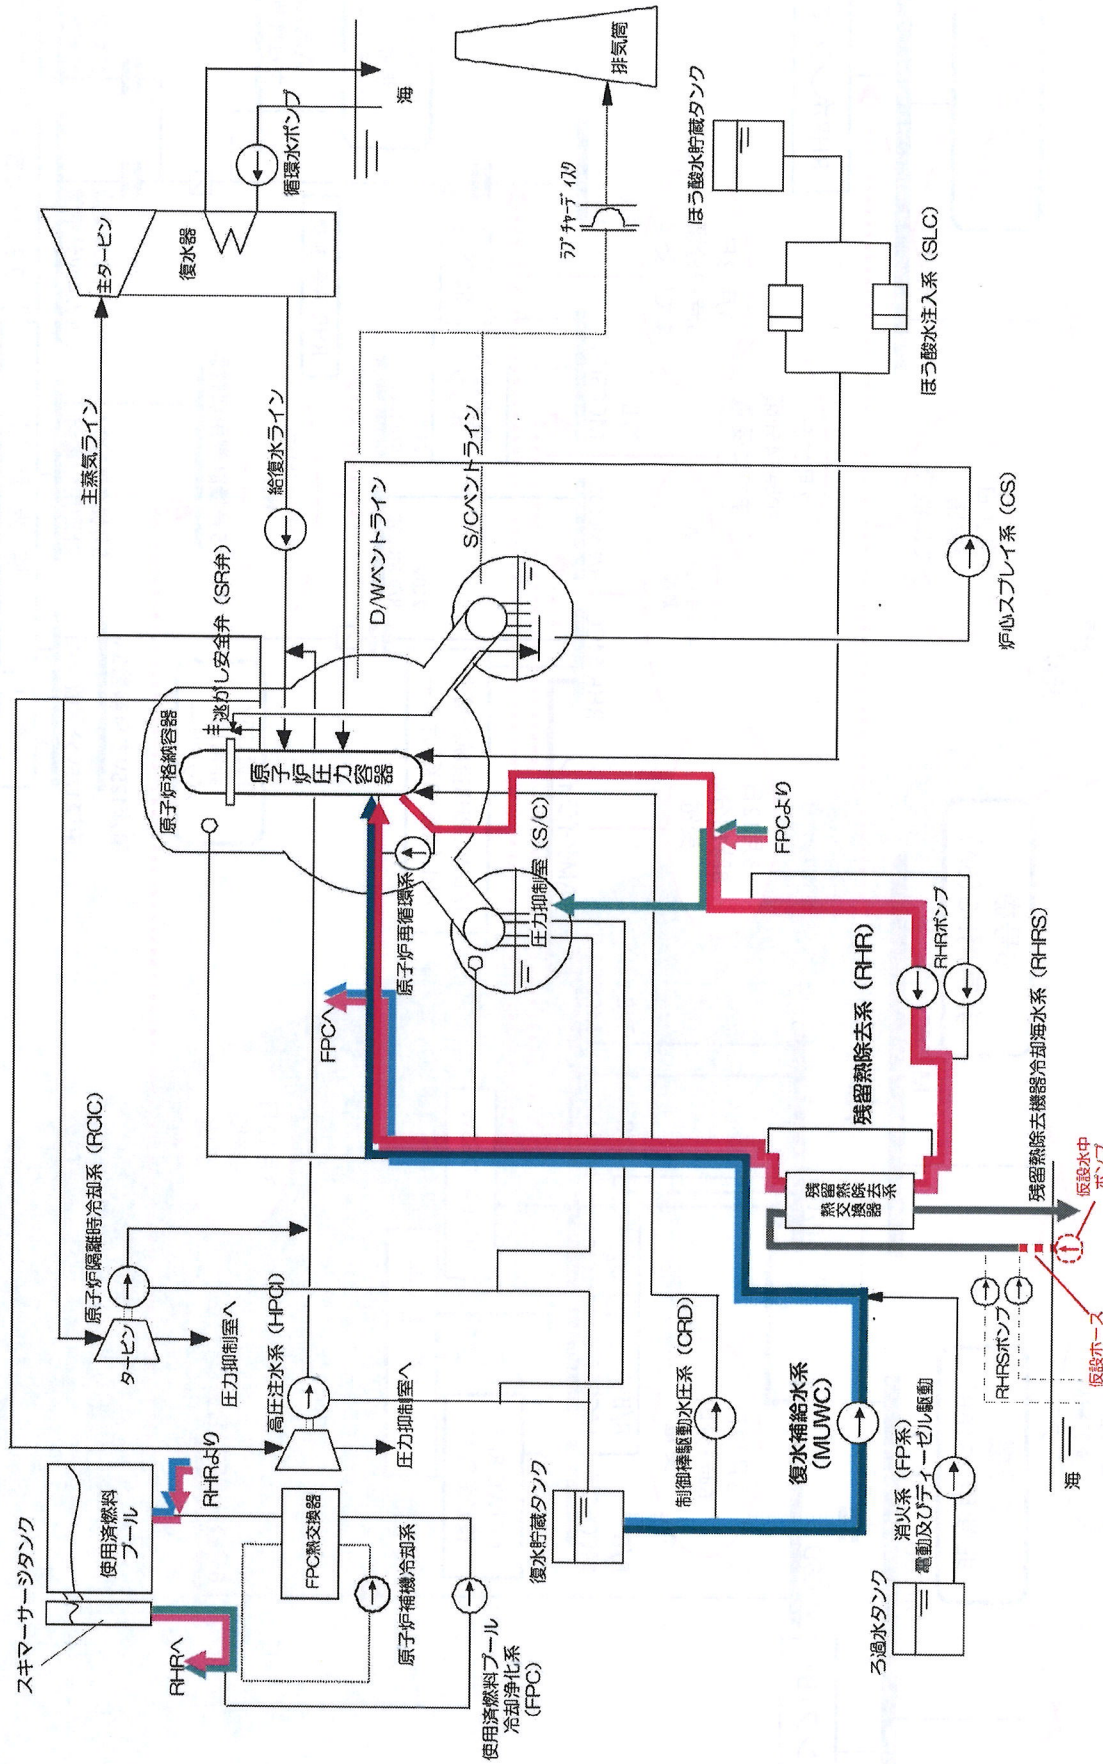 スキマーサージタンク
使用済燃料
プール
RHRより
RHRへ
FPC熱交換器
原子炉補機冷却系
使用済燃料プール
冷却浄化系
(FPC)
原子炉隔離時冷却系 (RCIC)
タービン
圧力抑制室へ
高圧注水系 (HPCI)
圧力抑制室へ
主蒸気ライン
主タービン
復水器
循環水ポンプ
海
給復水ライン
逃がし安全弁 (SR弁)
原子炉格納容器
原子炉圧力容器
原子炉再循環系
FPCへ
D/Wベントライン
S/Cベントライン
ラプチャーディスク
排気筒
圧力抑制室 (S/C)
ほう酸水貯蔵タンク
ほう酸水注入系 (SLC)
炉心スプレイ系 (CS)
FPCより
復水貯蔵タンク
制御棒駆動水圧系 (CRD)
復水補給水系
(MUWC)
残留熱除去系 (RHR)
RHRポンプ
残留熱除去系
熱交換器
ろ過水タンク
消火系 (FP系)
電動及びディーゼル駆動
残留熱除去機器冷却海水系 (RHRS)
RHRSポンプ
海
仮設ホース
仮設水中
ポンプ